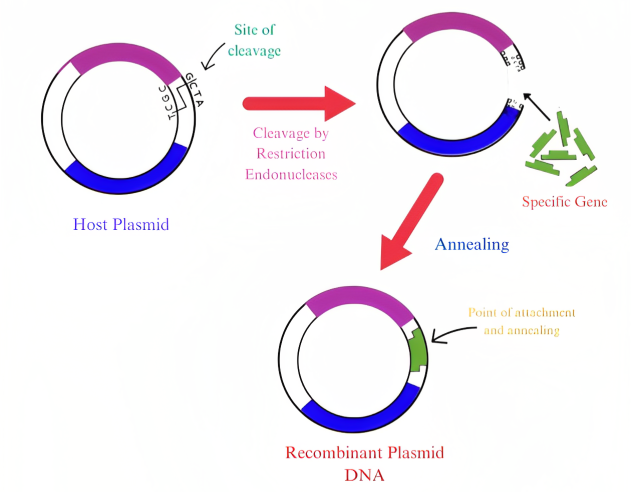 Site of
cleavage
GCTA
Cleavage by
Restriction
Endonucleases
Host Plasmid
Specific Gene
Annealing
Point of attachment
and annealing
Recombinant Plasmid
DNA